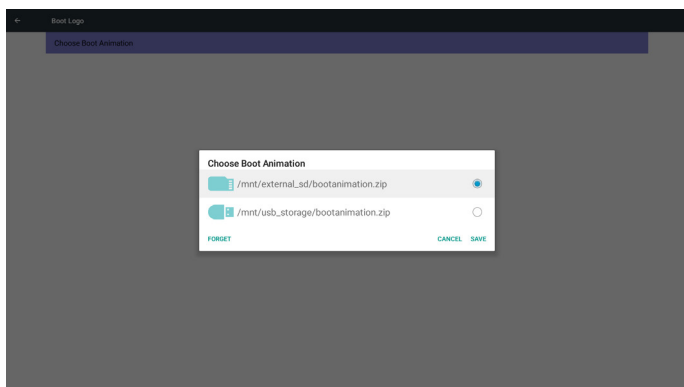 Boot Logo
Choose Boot Animation
Choose Boot Animation
/mnt/external_sd/bootanimation.zip
/mnt/usb_storage/bootanimation.zip
FORGET CANCEL SAVE